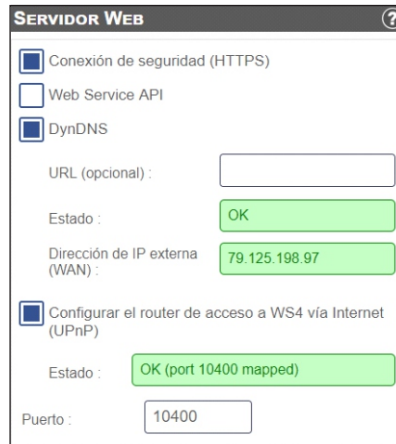 SERVIDOR WEB ?
Conexión de seguridad (HTTPS)
Web Service API
DynDNS
URL (opcional) :
Estado : OK
Dirección de IP externa
(WAN) : 79.125.198.97
Configurar el router de acceso a WS4 vía Internet
(UPnP)
Estado : OK (port 10400 mapped)
Puerto : 10400